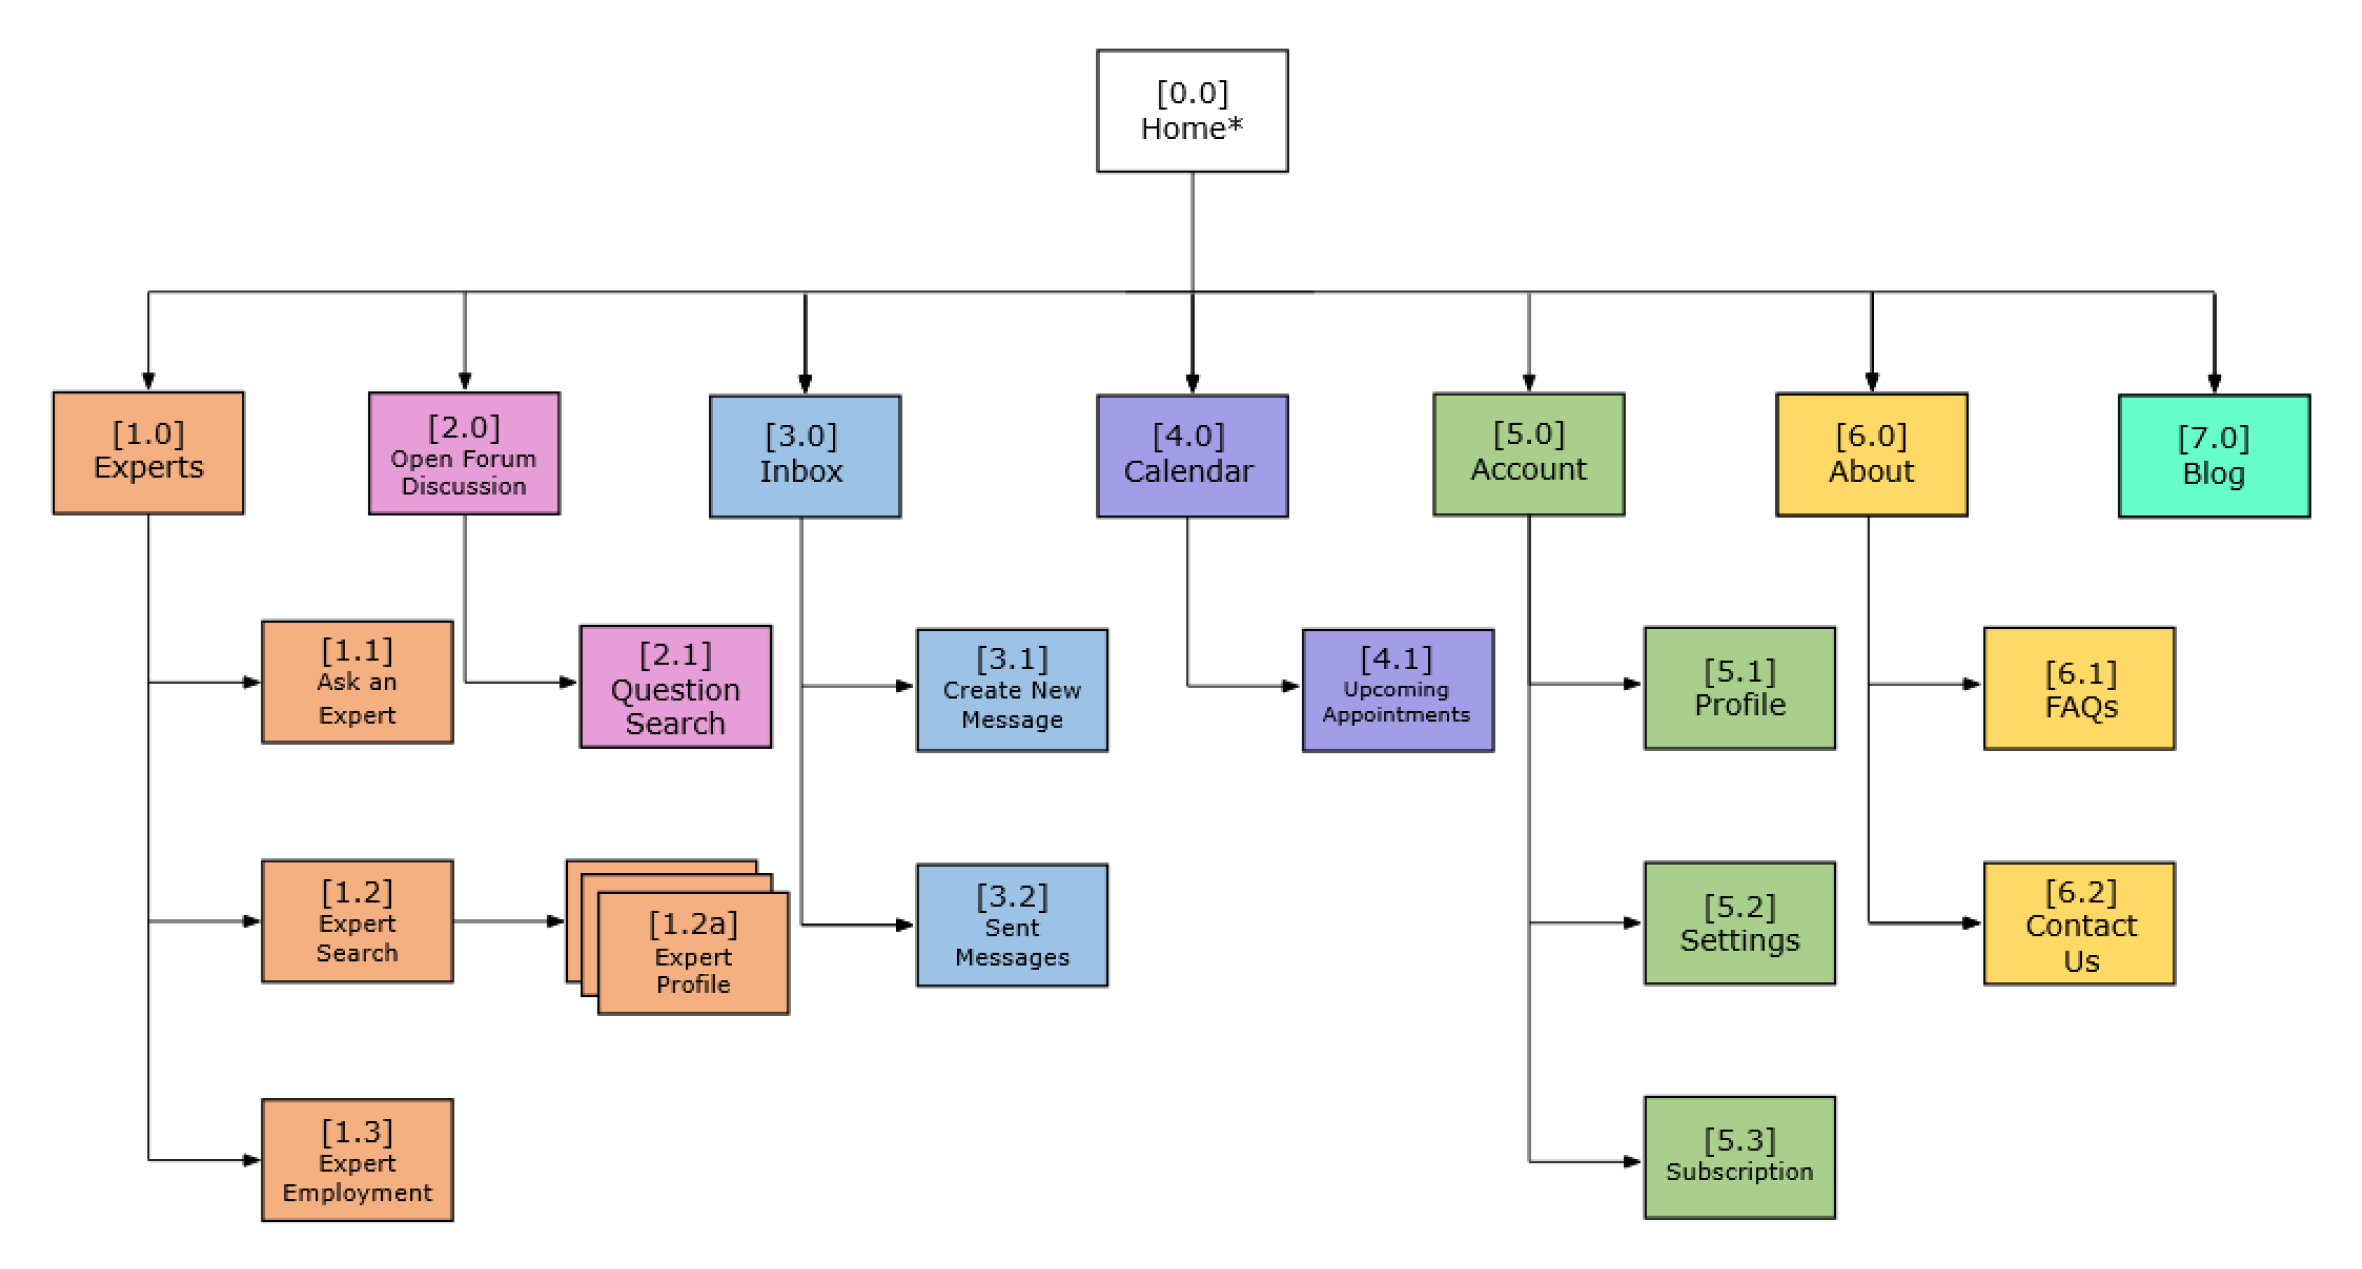 [0.0]
Home*
[1.0]
Experts
[2.0]
Open Forum
Discussion
[3.0]
Inbox
[4.0]
Calendar
[5.0]
Account
[6.0]
About
[7.0]
Blog
[1.1]
Ask an
Expert
[2.1]
Question
Search
[3.1]
Create New
Message
[4.1]
Upcoming
Appointments
[5.1]
Profile
[6.1]
FAQs
[1.2]
Expert
Search
[1.2a]
Expert
Profile
[3.2]
Sent
Messages
[5.2]
Settings
[6.2]
Contact
Us
[1.3]
Expert
Employment
[5.3]
Subscription